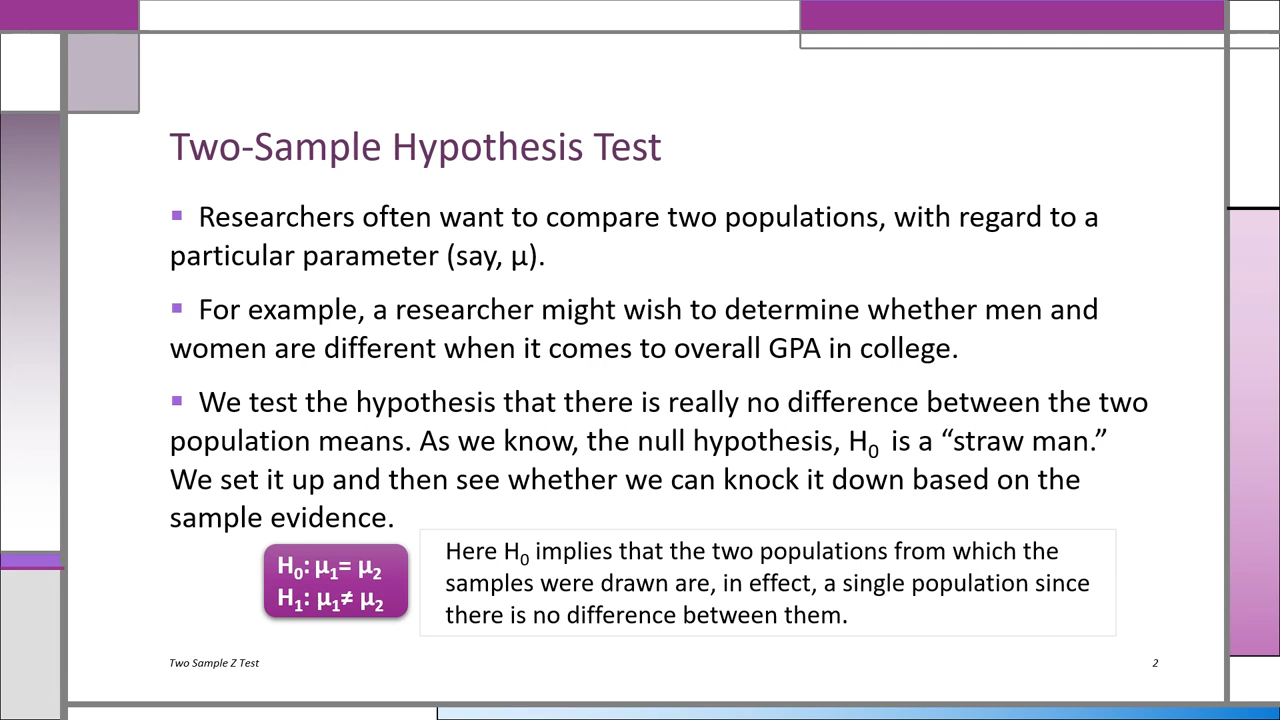 Two-Sample Hypothesis Test
▪ Researchers often want to compare two populations, with regard to a
particular parameter (say, μ).
▪ For example, a researcher might wish to determine whether men and
women are different when it comes to overall GPA in college.
▪ We test the hypothesis that there is really no difference between the two
population means. As we know, the null hypothesis, H₀ is a “straw man.”
We set it up and then see whether we can knock it down based on the
sample evidence.
H₀: μ₁= μ₂
H₁: μ₁≠ μ₂
Here H₀ implies that the two populations from which the
samples were drawn are, in effect, a single population since
there is no difference between them.
Two Sample Z Test
2